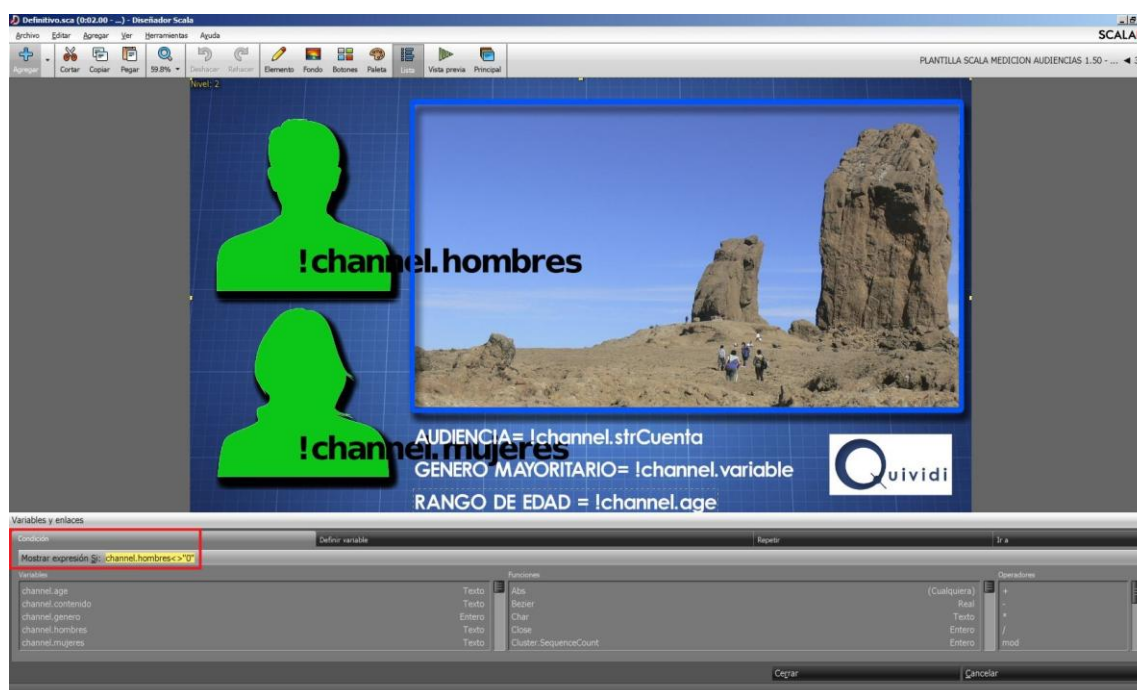 Definitivo.sca (0:02.00 - ...) - Diseñador Scala
Archivo Editar Agregar Ver Herramientas Ayuda
SCALA
Agregar Cortar Copiar Pegar 59.8% Deshacer Rehacer Elemento Fondo Botones Paleta Lista Vista previa Principal
PLANTILLA SCALA MEDICION AUDIENCIAS 1.50 - ... ◄ 3
Nivel: 2
!channel.hombres
!channel.mujeres
AUDIENCIA= !channel.strCuenta
GENERO MAYORITARIO= !channel.variable
RANGO DE EDAD = !channel.age
Quividi
Variables y enlaces
Condición Definir variable Repetir Ir a
Mostrar expresión Si: channel.hombres<>"0"
Variables Funciones Operadores
channel.age Texto Abs (Cualquiera) +
channel.contenido Texto Bezier Real -
channel.genero Entero Char Texto *
channel.hombres Texto Close Entero /
channel.mujeres Texto Cluster.SequenceCount Entero mod
Cerrar Cancelar